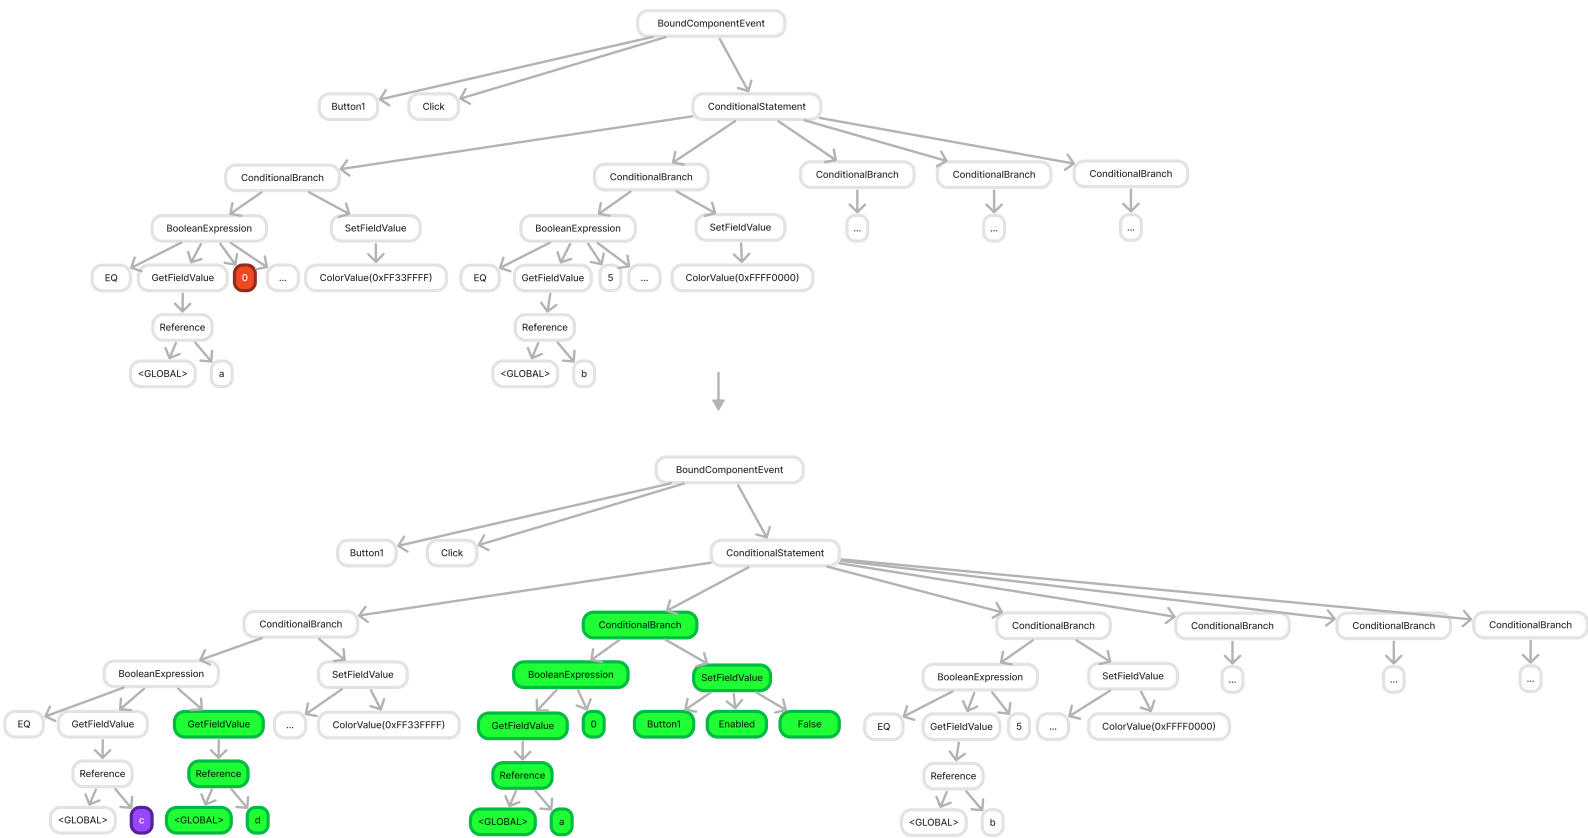 BoundComponentEvent
Button1 Click ConditionalStatement
ConditionalBranch ConditionalBranch ConditionalBranch ConditionalBranch ConditionalBranch
BooleanExpression SetFieldValue BooleanExpression SetFieldValue ... ... ...
EQ GetFieldValue 0 ... ColorValue(0xFF33FFFF) EQ GetFieldValue 5 ... ColorValue(0xFFFF0000)
Reference Reference
<GLOBAL> a <GLOBAL> b
BoundComponentEvent
Button1 Click ConditionalStatement
ConditionalBranch ConditionalBranch ConditionalBranch ConditionalBranch ConditionalBranch ConditionalBranch
BooleanExpression SetFieldValue BooleanExpression SetFieldValue BooleanExpression SetFieldValue ... ... ...
EQ GetFieldValue GetFieldValue ... ColorValue(0xFF33FFFF) GetFieldValue 0 Button1 Enabled False EQ GetFieldValue 5 ... ColorValue(0xFFFF0000)
Reference Reference Reference Reference
<GLOBAL> c <GLOBAL> d <GLOBAL> a <GLOBAL> b